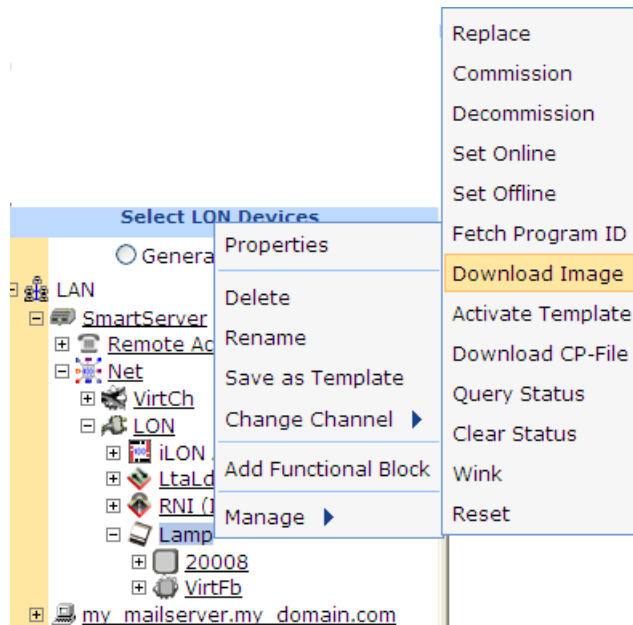 Replace
Commission
Decommission
Set Online
Set Offline
Fetch Program ID
Download Image
Activate Template
Download CP-File
Query Status
Clear Status
Wink
Reset
Select LON Devices
Genera
Properties
Delete
Rename
Save as Template
Change Channel
Add Functional Block
Manage
LAN
SmartServer
Remote Ac
Net
VirtCh
LON
iLON
LtaLd
RNI (I
Lamp
20008
VirtFb
my_mailserver.my_domain.com